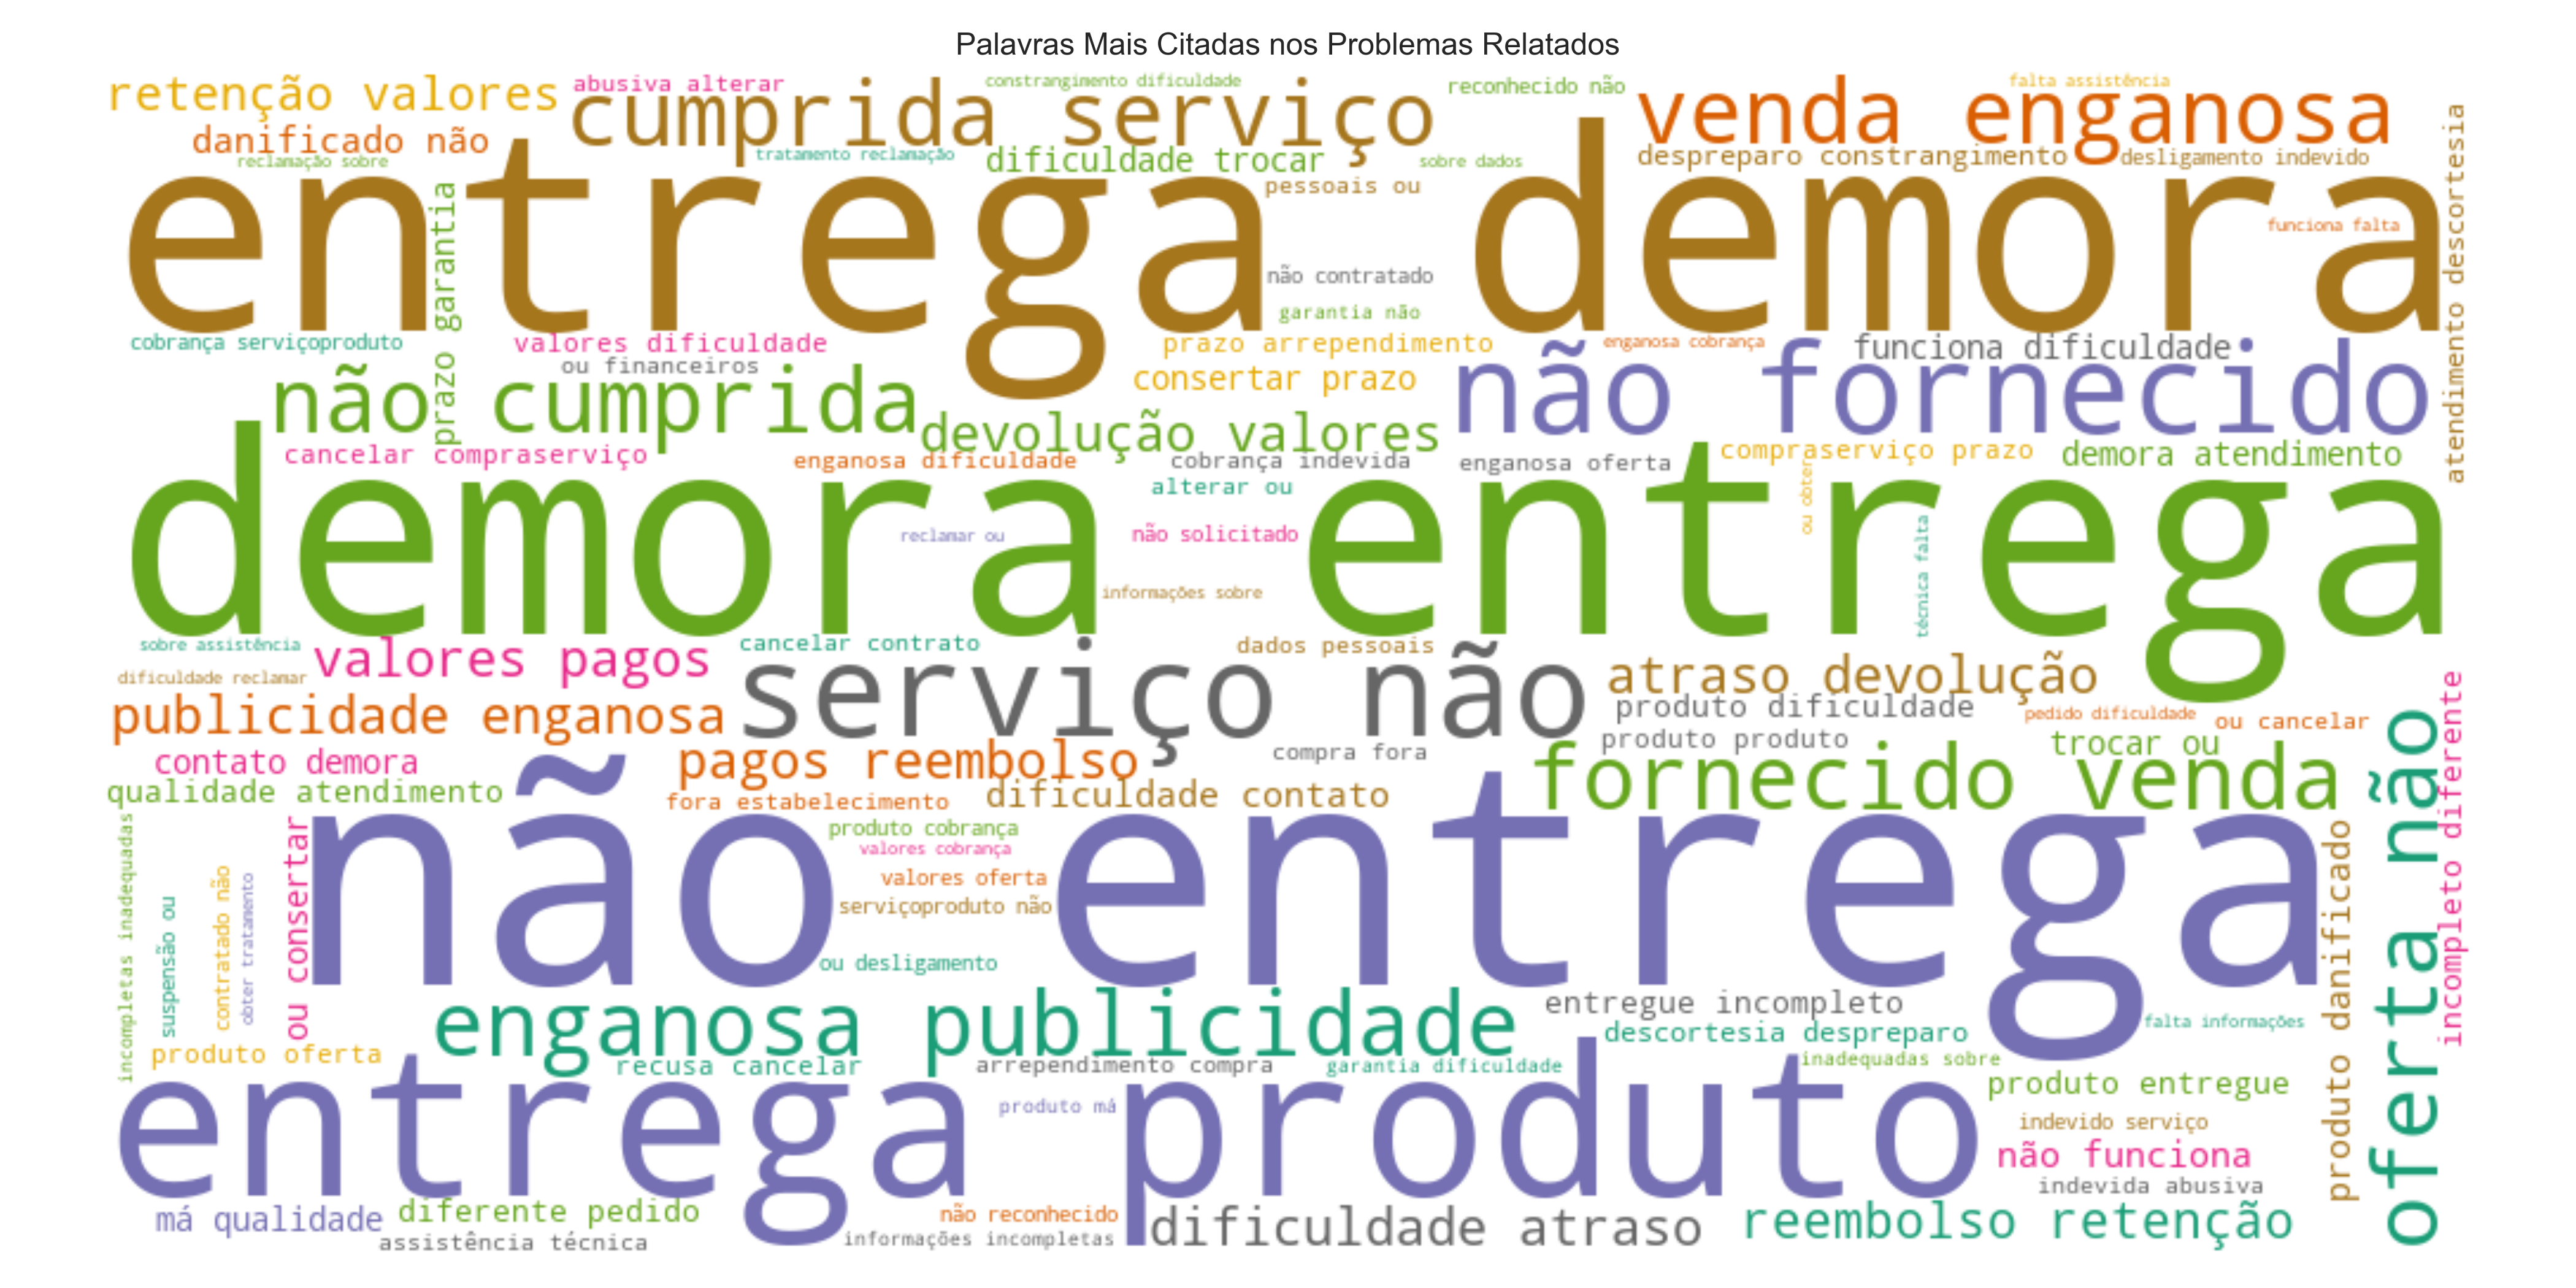 Palavras Mais Citadas nos Problemas Relatados
retenção valores
abusiva alterar
constrangimento dificuldade
reconhecido não
falta assistência
cumprida serviço
venda enganosa
danificado não
reclamação sobre
tratamento reclamação
dificuldade trocar
sobre dados
despreparo constrangimento
desligamento indevido
atendimento descortesia
entrega
demora
pessoais ou
prazo garantia
funciona falta
não contratado
garantia não
cobrança serviçoproduto
valores dificuldade
prazo arrependimento
enganosa cobrança
funciona dificuldade
ou financeiros
consertar prazo
não fornecido
não cumprida
devolução valores
cancelar compraserviço
enganosa dificuldade
cobrança indevida
enganosa oferta
compraserviço prazo
demora atendimento
alterar ou
ou obter
demora entrega
reclamar ou
não solicitado
técnica falta
informações sobre
sobre assistência
valores pagos
cancelar contrato
dados pessoais
dificuldade reclamar
serviço não
atraso devolução
publicidade enganosa
produto dificuldade
pedido dificuldade
ou cancelar
contato demora
pagos reembolso
compra fora
produto produto
trocar ou
qualidade atendimento
fora estabelecimento
dificuldade contato
fornecido venda
oferta não
incompleto diferente
não entrega
produto cobrança
valores cobrança
valores oferta
serviçoproduto não
ou desligamento
incompletas inadequadas
suspensão ou
contratado não
obter tratamento
ou consertar
produto danificado
enganosa publicidade
entregue incompleto
descortesia despreparo
falta informações
produto oferta
recusa cancelar
arrependimento compra
garantia dificuldade
inadequadas sobre
entrega produto
produto má
produto entregue
indevido serviço
não funciona
indevida abusiva
má qualidade
diferente pedido
assistência técnica
não reconhecido
informações incompletas
dificuldade atraso
reembolso retenção